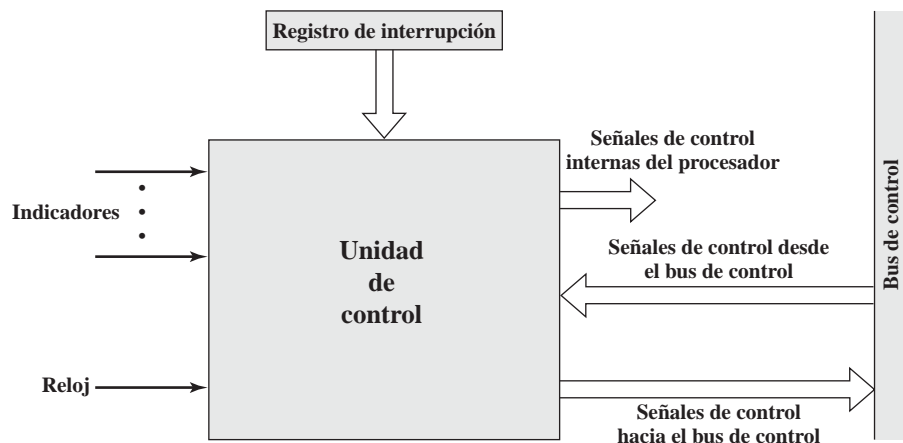 Registro de interrupción
Señales de control
internas del procesador
Indicadores
Unidad
de
control
Señales de control desde
el bus de control
Bus de control
Reloj
Señales de control
hacia el bus de control